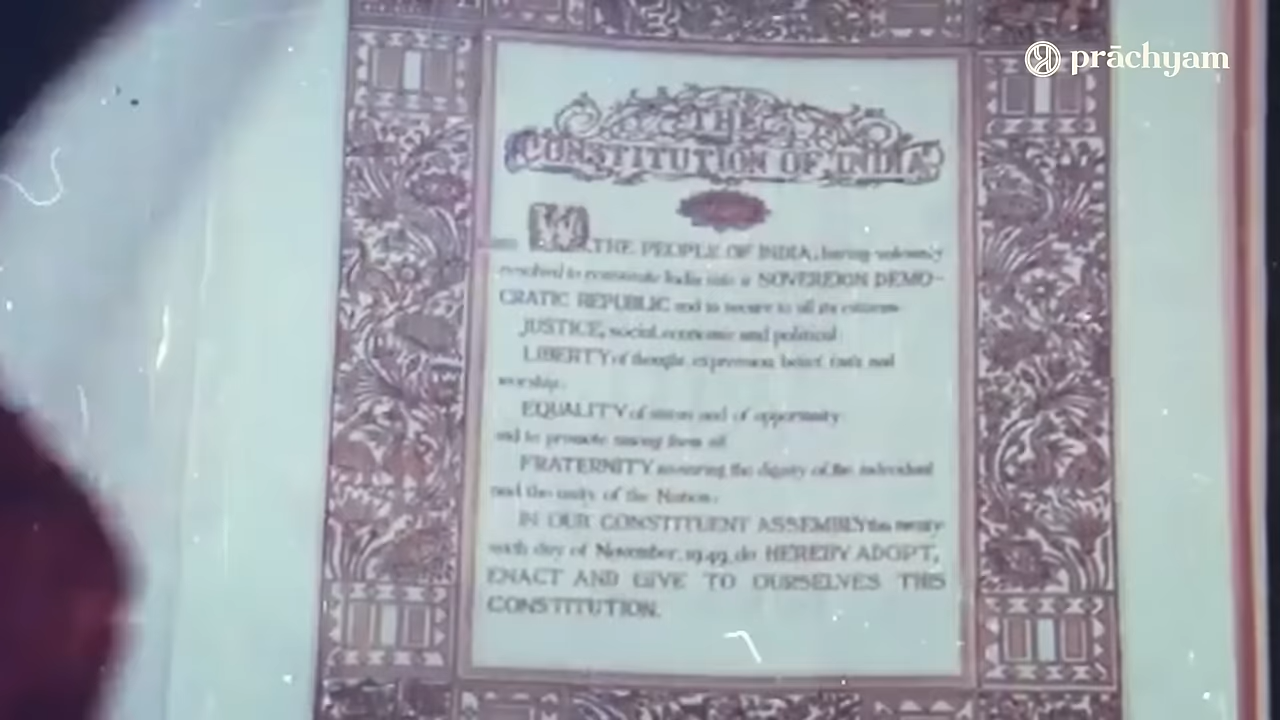 prāchyam
THE
CONSTITUTION OF INDIA
WE, THE PEOPLE OF INDIA, having solemnly
resolved to constitute India into a SOVEREIGN DEMO-
CRATIC REPUBLIC and to secure to all its citizens:
JUSTICE, social, economic and political;
LIBERTY of thought, expression, belief, faith and
worship;
EQUALITY of status and of opportunity;
and to promote among them all
FRATERNITY assuring the dignity of the individual
and the unity of the Nation;
IN OUR CONSTITUENT ASSEMBLY this twenty
sixth day of November, 1949, do HEREBY ADOPT,
ENACT AND GIVE TO OURSELVES THIS
CONSTITUTION.